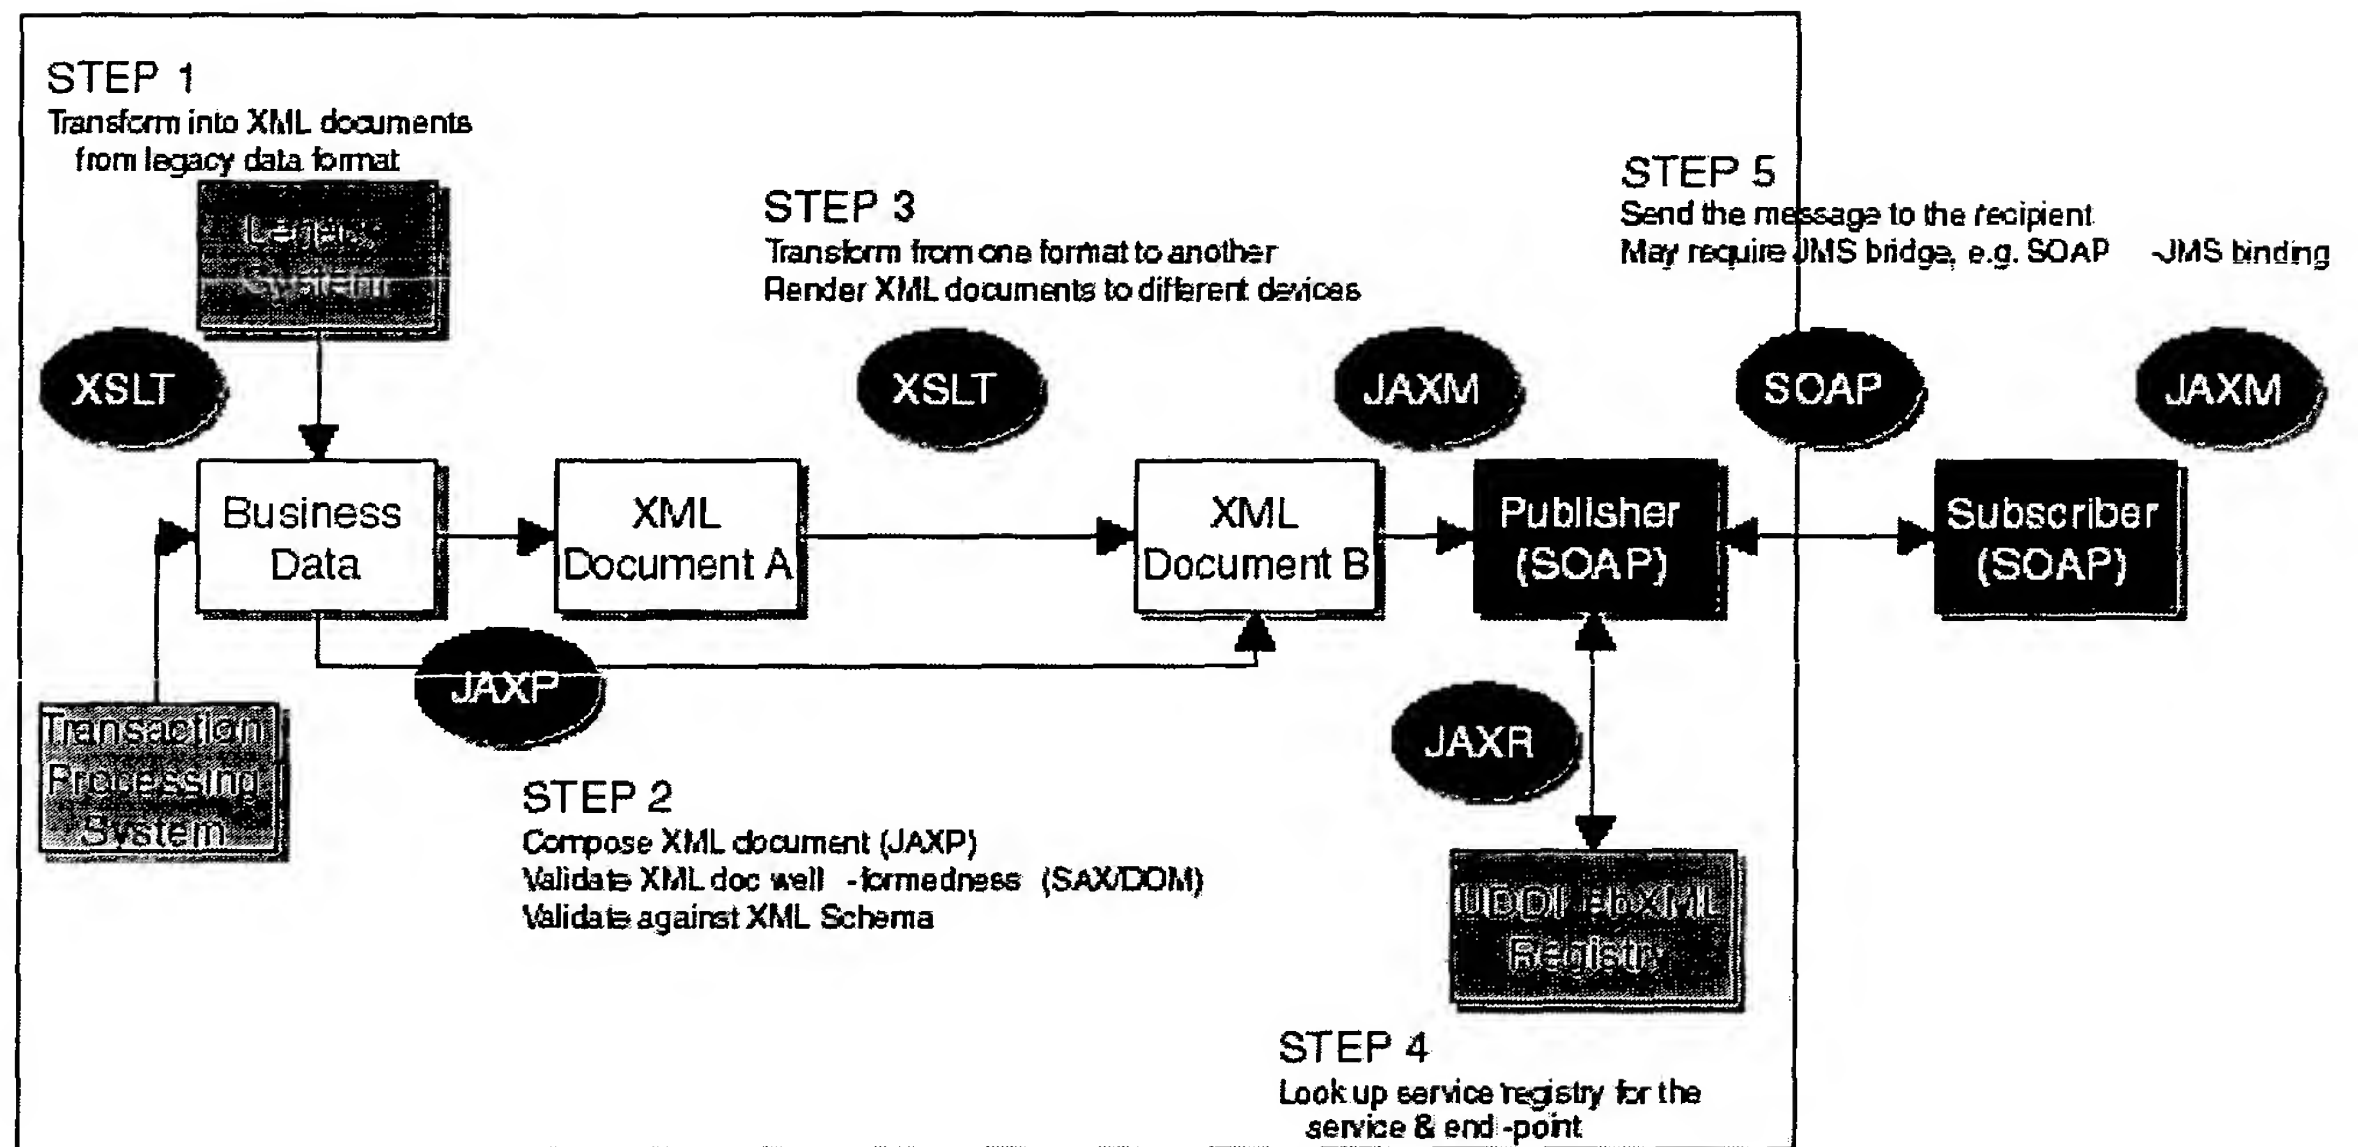 STEP 1
Transform into XML documents
from legacy data format
Legacy
System
STEP 3
Transform from one format to another
Render XML documents to different devices
STEP 5
Send the message to the recipient
May require JMS bridge, e.g. SOAP -JMS binding
XSLT
XSLT
JAXM
SOAP
JAXM
Business
Data
XML
Document A
XML
Document B
Publisher
(SOAP)
Subscriber
(SOAP)
JAXP
Transaction
Processing
System
JAXR
STEP 2
Compose XML document (JAXP)
Validate XML doc well -formedness (SAX/DOM)
Validate against XML Schema
UDDI, ebXML
Registry
STEP 4
Look up service registry for the
service & end -point